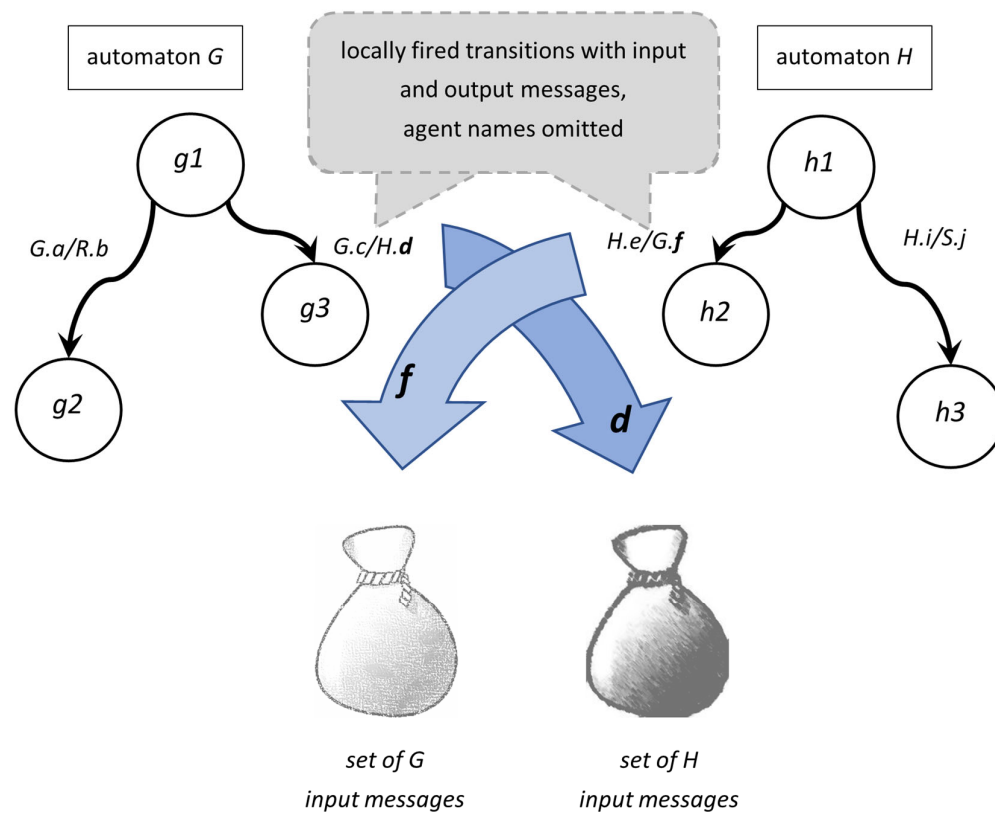 automaton G
locally fired transitions with input
and output messages,
agent names omitted
automaton H
g1
h1
G.a/R.b
G.c/H.d
H.e/G.f
H.i/S.j
g3
h2
g2
h3
f
d
set of G
input messages
set of H
input messages